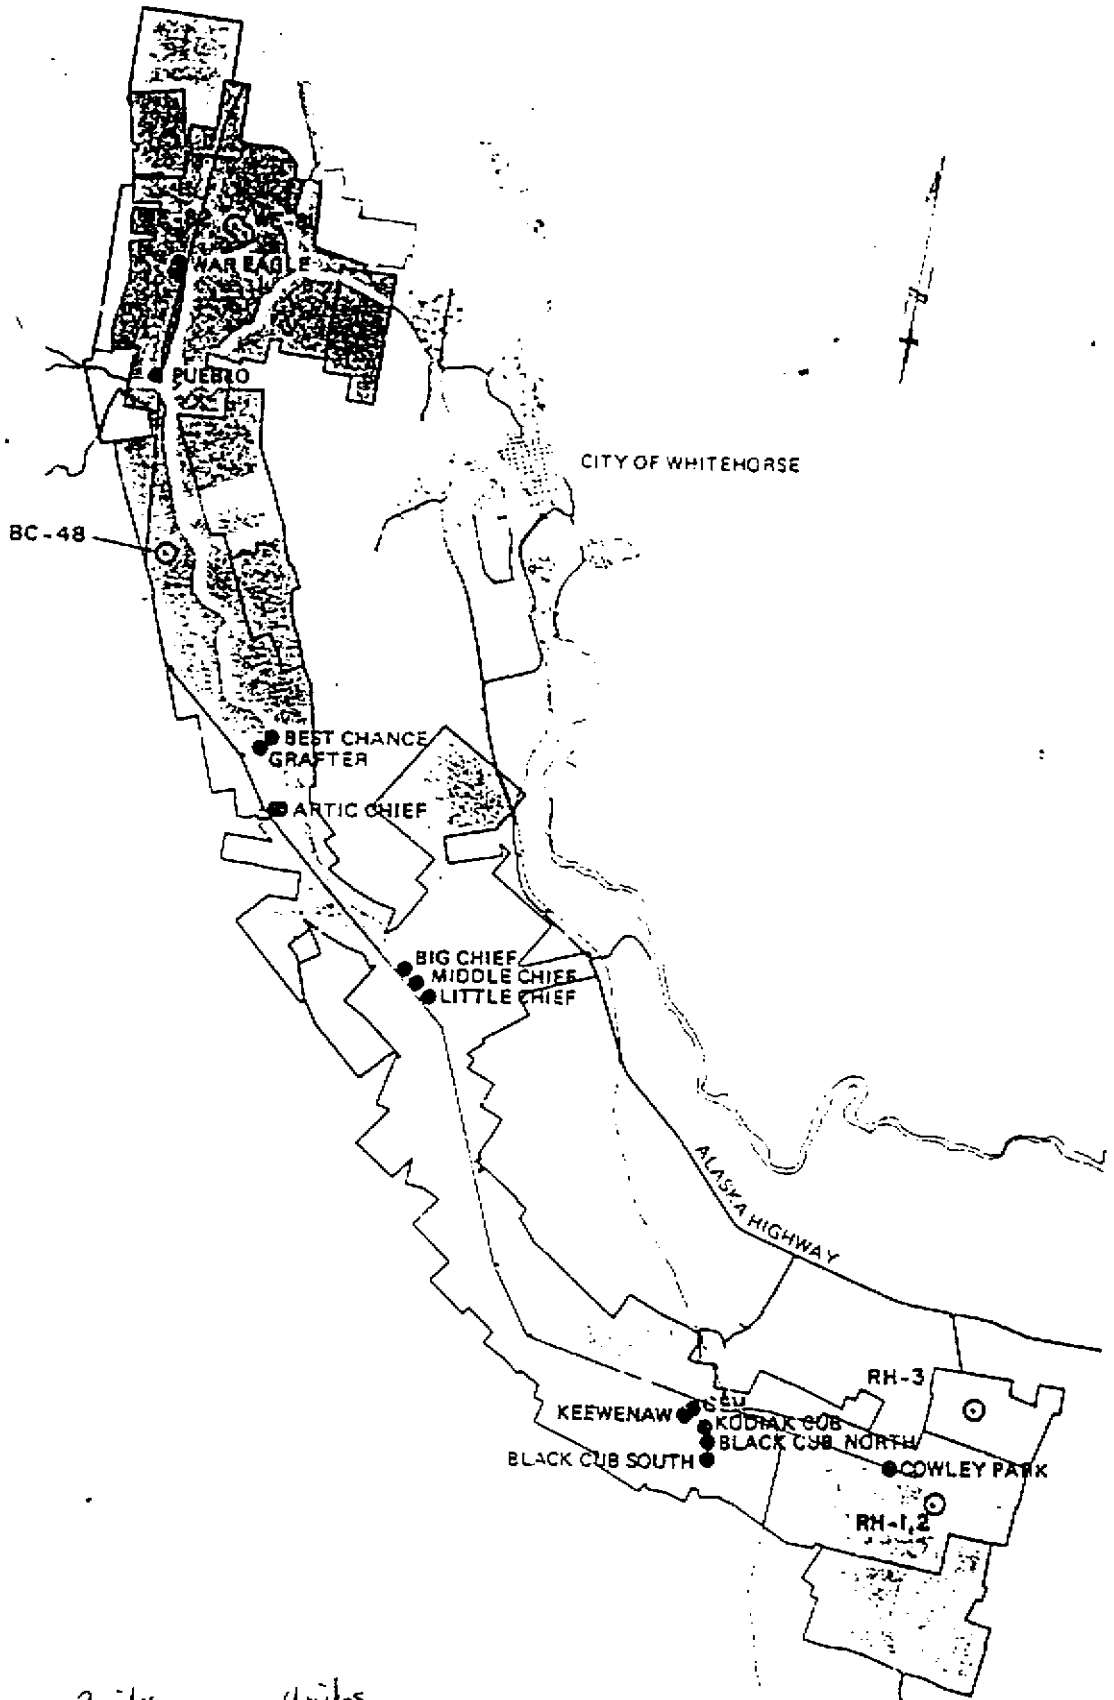 WAR EAGLE
PUEBLO
CITY OF WHITEHORSE
BC-48
BEST CHANCE
GRAFTER
ARTIC CHIEF
BIG CHIEF
MIDDLE CHIEF
LITTLE CHIEF
ALASKA HIGHWAY
RH-3
KEEWENAW
KODIAK CUB
BLACK CUB NORTH
BLACK CUB SOUTH
COWLEY PARK
RH-1,2